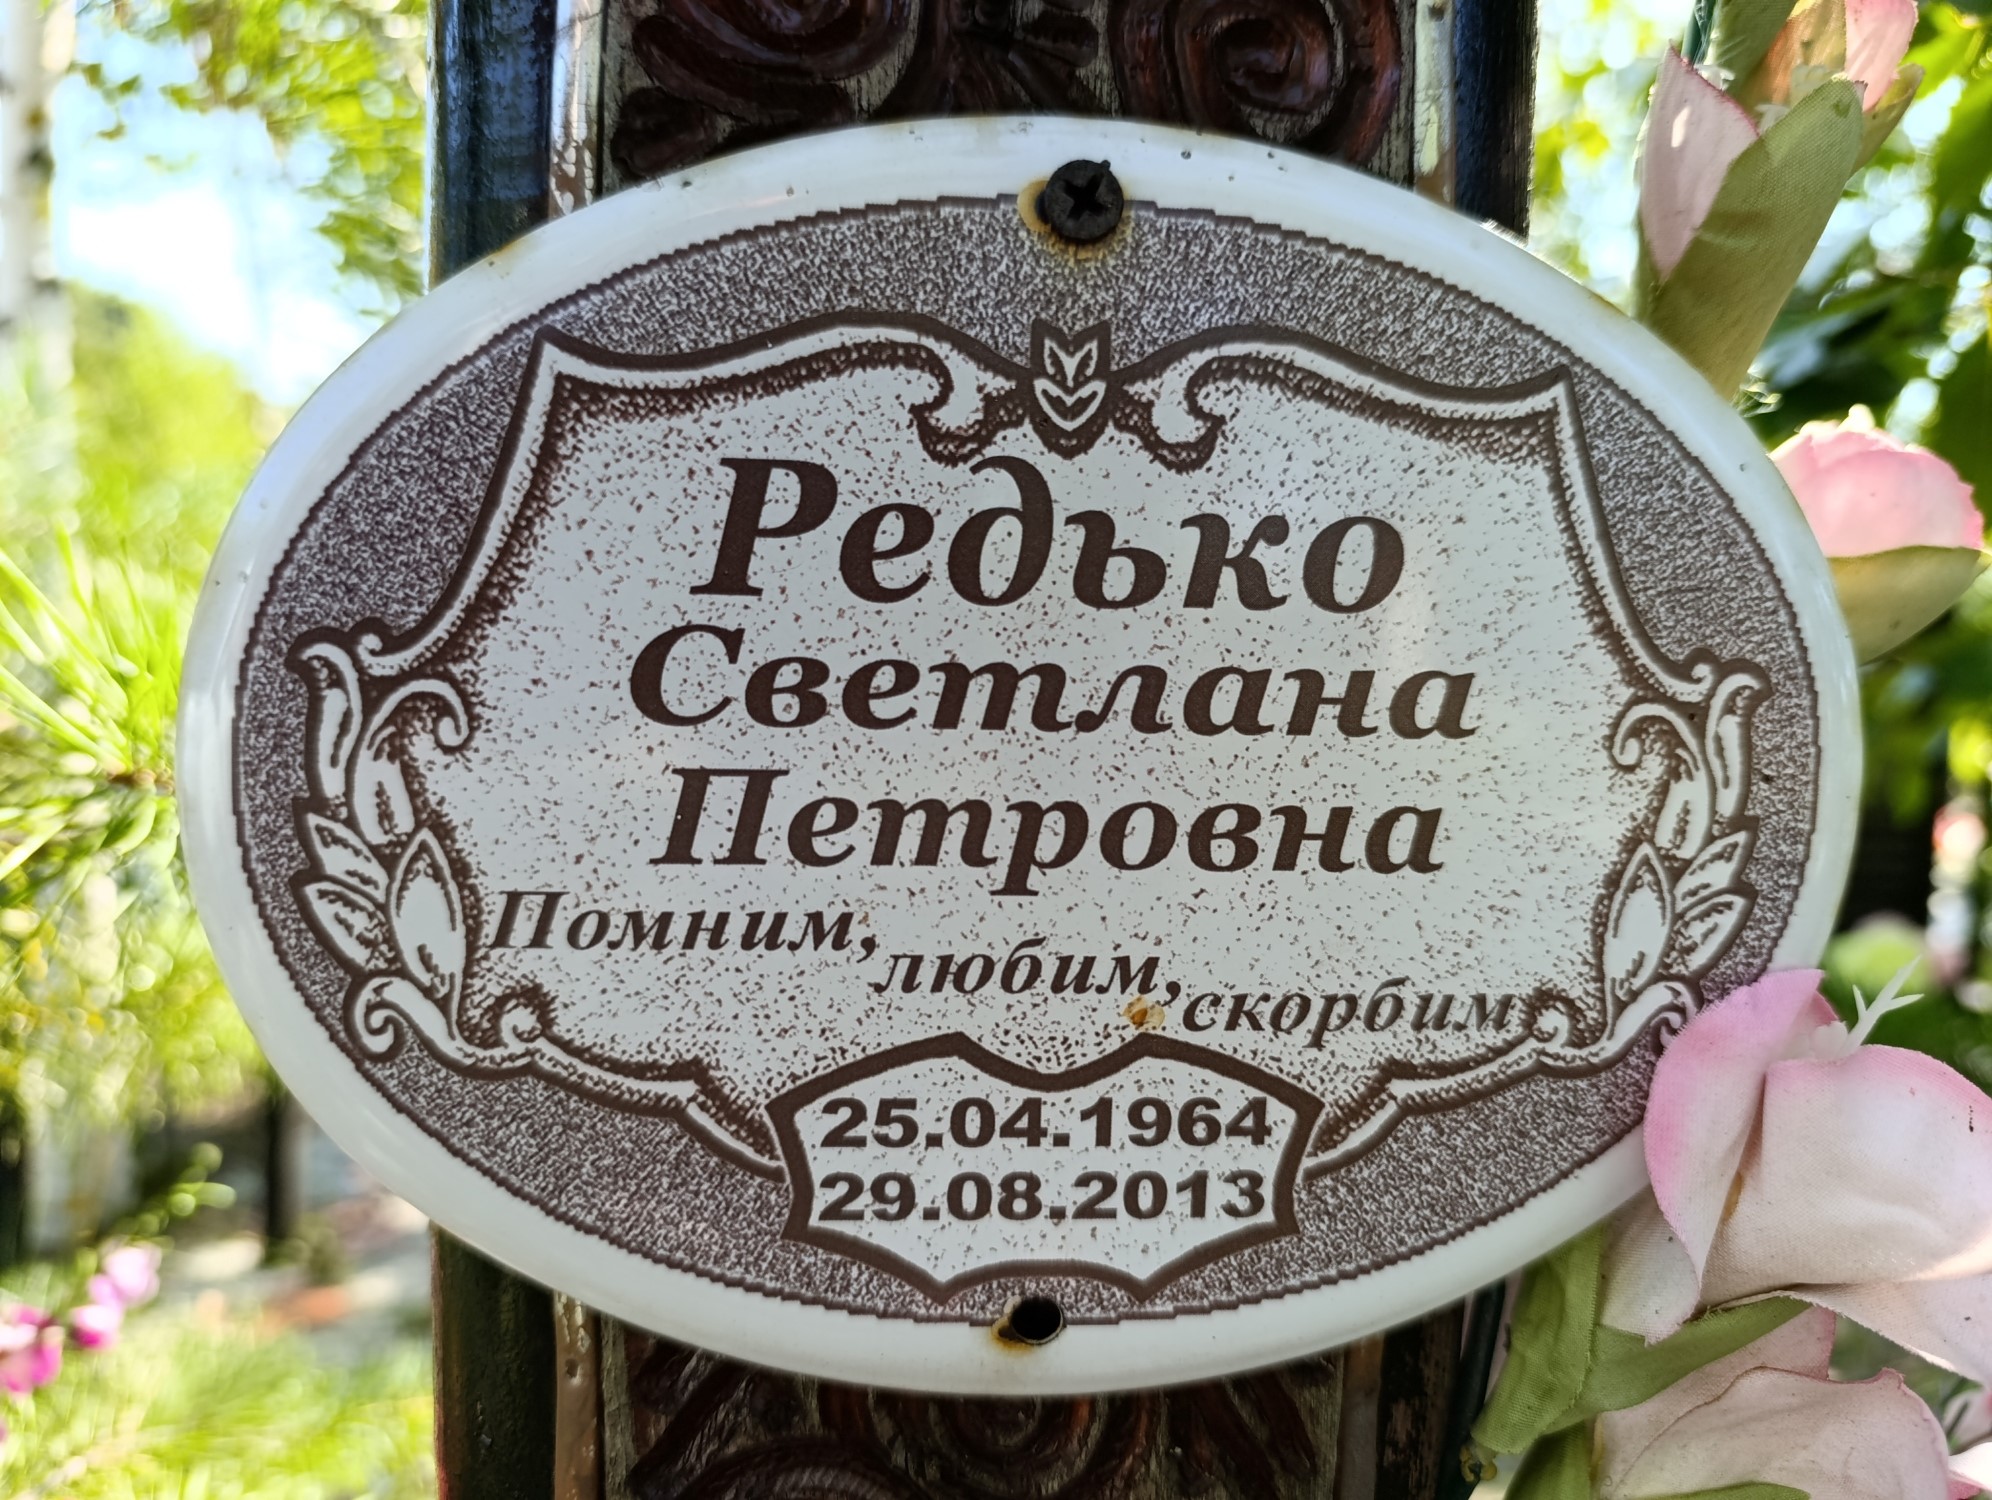 Редько
Светлана
Петровна
Помним, любим, скорбим
25.04.1964
29.08.2013